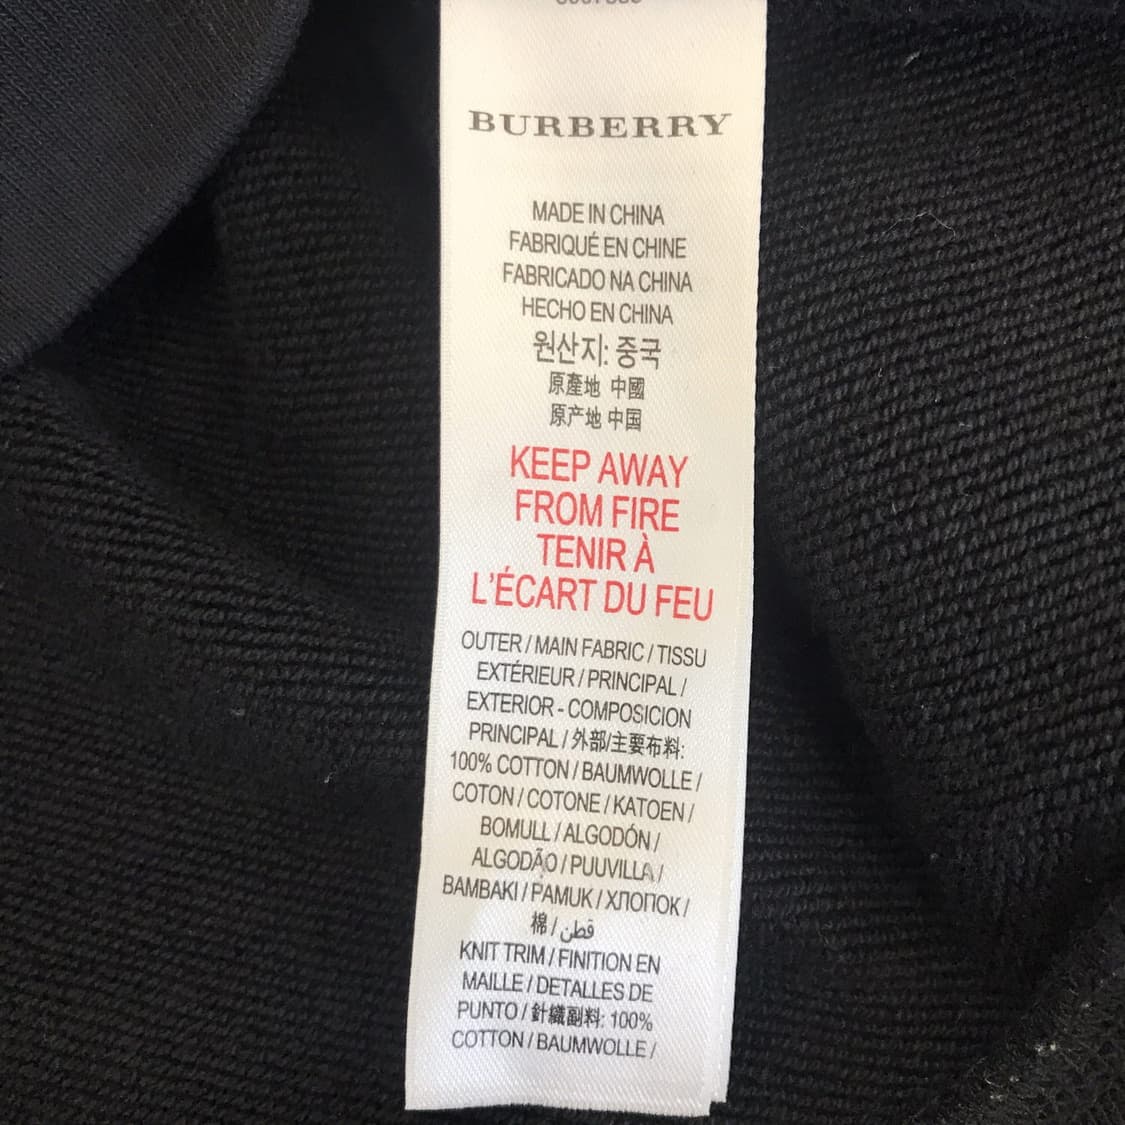 BURBERRY
MADE IN CHINA
FABRIQUÉ EN CHINE
FABRICADO NA CHINA
HECHO EN CHINA
원산지: 중국
原產地 中國
原产地 中国
KEEP AWAY
FROM FIRE
TENIR À
L'ÉCART DU FEU
OUTER / MAIN FABRIC / TISSU
EXTÉRIEUR / PRINCIPAL /
EXTERIOR - COMPOSICION
PRINCIPAL / 外部/主要布料:
100% COTTON / BAUMWOLLE /
COTON / COTONE / KATOEN /
BOMULL / ALGODÓN /
ALGODÃO / PUUVILLA /
BAMBAKI / PAMUK / ХЛОПОК /
棉 / قطن
KNIT TRIM / FINITION EN
MAILLE / DETALLES DE
PUNTO / 針織副料: 100%
COTTON / BAUMWOLLE /